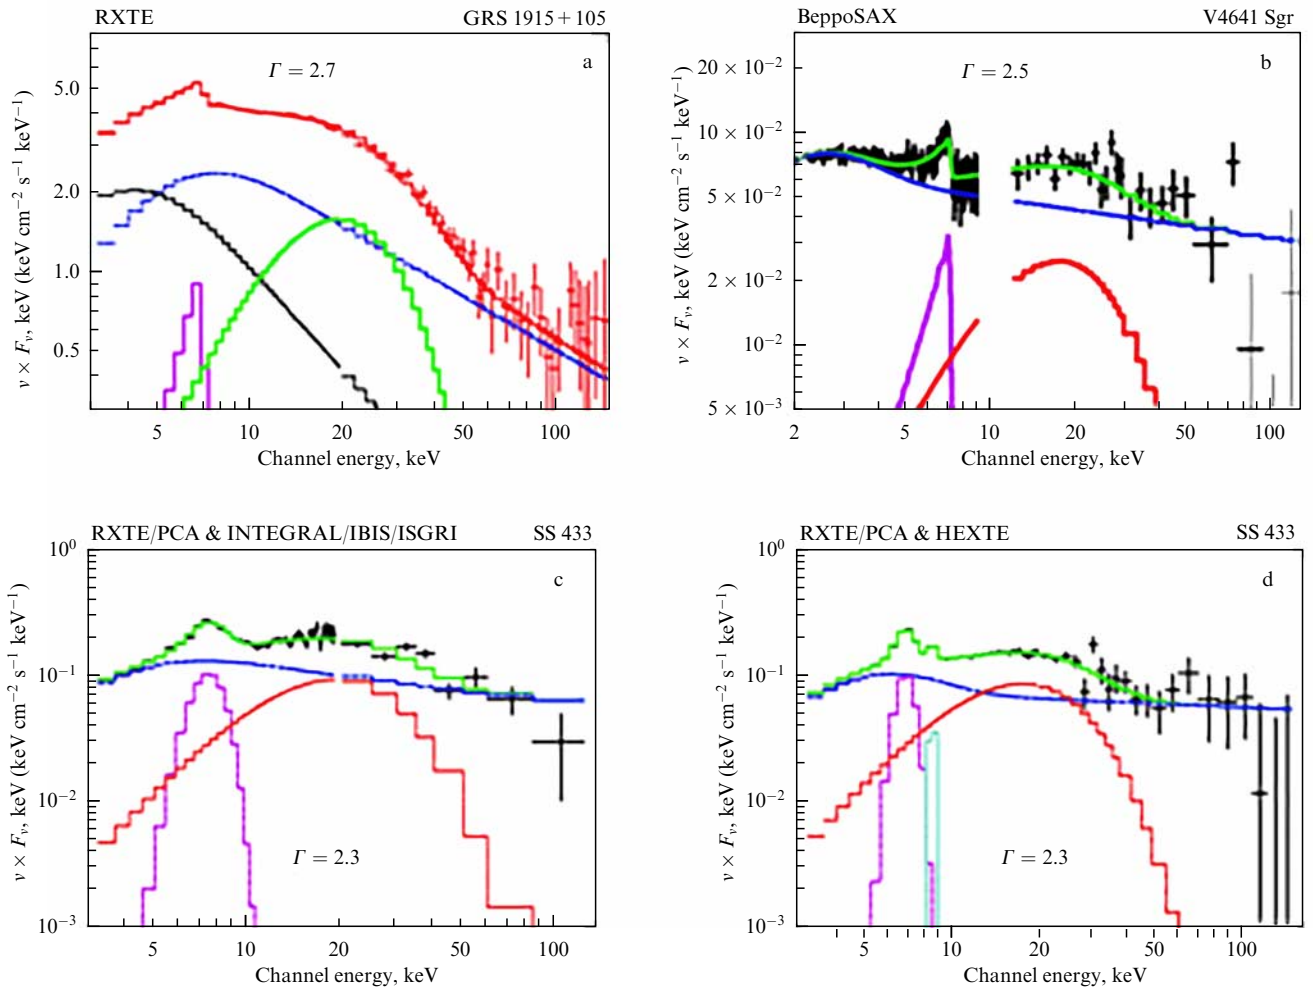 RXTE
GRS 1915 + 105
a
Γ = 2.7
5.0
2.0
1.0
0.5
ν × Fν, keV (keV cm−2 s−1 keV−1)
5
10
20
50
100
Channel energy, keV
BeppoSAX
V4641 Sgr
b
Γ = 2.5
20 × 10−2
10 × 10−2
5 × 10−2
2 × 10−2
10−2
5 × 10−3
ν × Fν, keV (keV cm−2 s−1 keV−1)
2
5
10
20
50
100
Channel energy, keV
RXTE/PCA & INTEGRAL/IBIS/ISGRI
SS 433
c
100
10−1
10−2
10−3
ν × Fν, keV (keV cm−2 s−1 keV−1)
Γ = 2.3
5
10
20
50
100
Channel energy, keV
RXTE/PCA & HEXTE
SS 433
d
100
10−1
10−2
10−3
ν × Fν, keV (keV cm−2 s−1 keV−1)
Γ = 2.3
5
10
20
50
100
Channel energy, keV